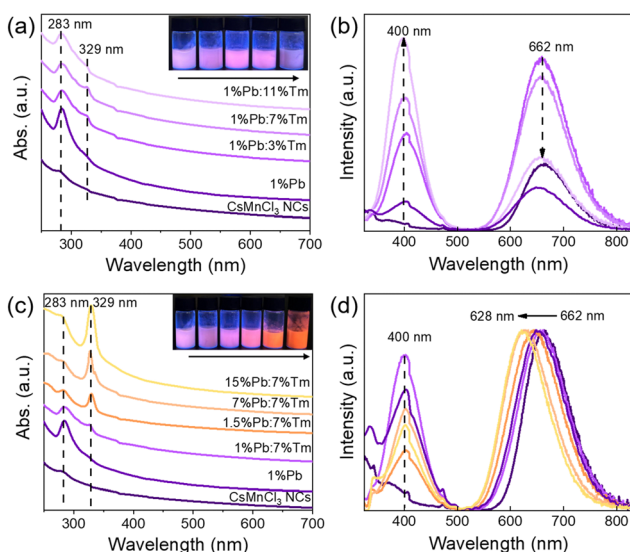 (a)
283 nm
329 nm
1%Pb:11%Tm
1%Pb:7%Tm
1%Pb:3%Tm
1%Pb
CsMnCl₃ NCs
Abs. (a.u.)
300 400 500 600 700
Wavelength (nm)
(b)
400 nm
662 nm
Intensity (a.u.)
400 500 600 700 800
Wavelength (nm)
(c)
283 nm 329 nm
15%Pb:7%Tm
7%Pb:7%Tm
1.5%Pb:7%Tm
1%Pb:7%Tm
1%Pb
CsMnCl₃ NCs
Abs. (a.u.)
300 400 500 600 700
Wavelength (nm)
(d)
628 nm 662 nm
400 nm
Intensity (a.u.)
400 500 600 700 800
Wavelength (nm)